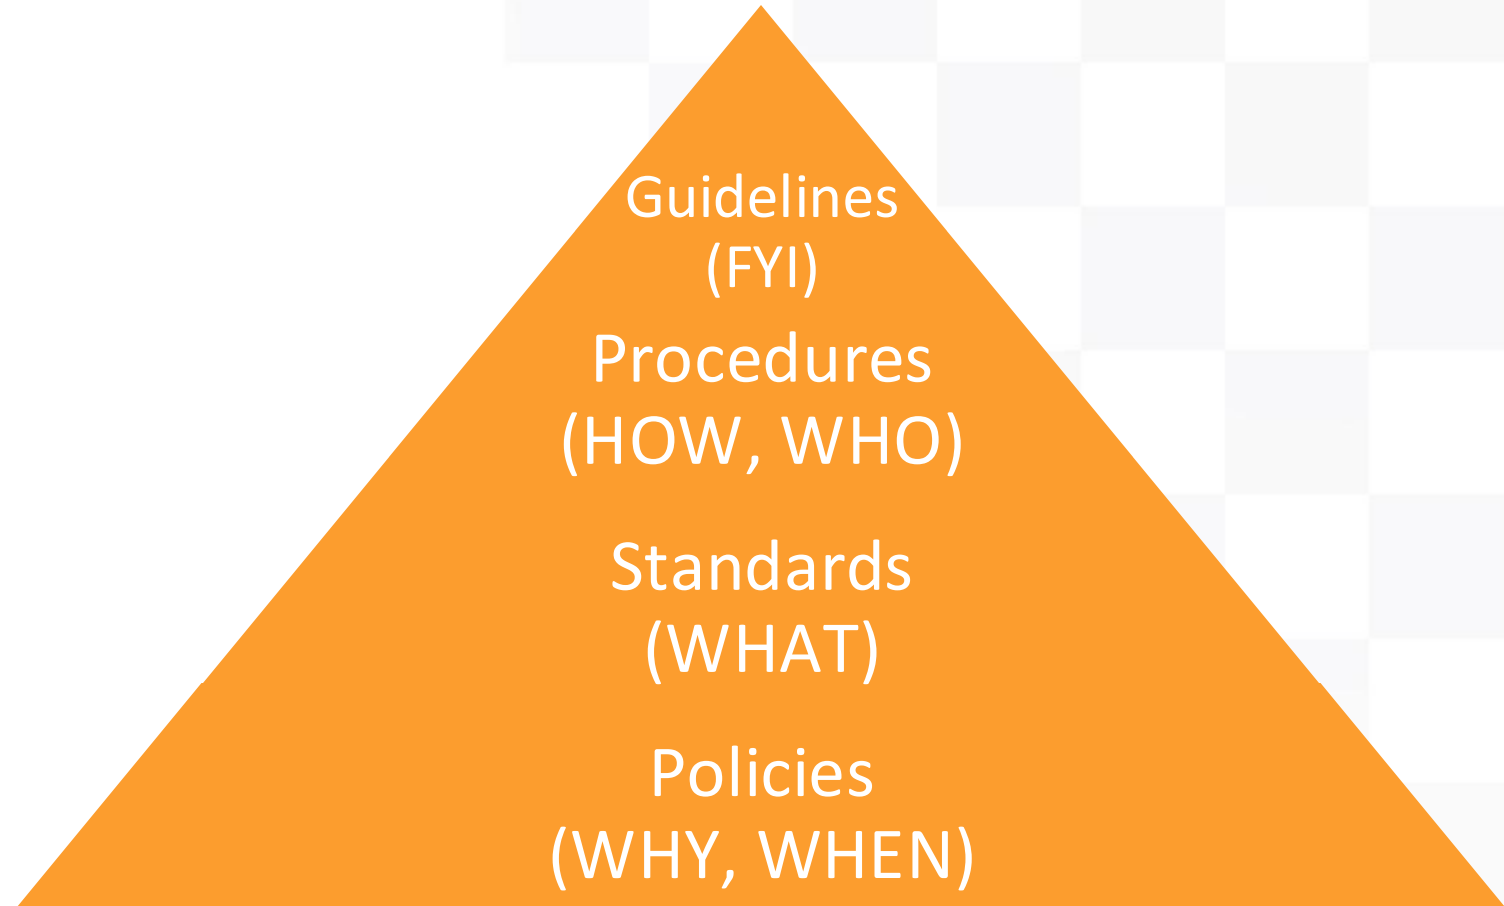 Guidelines
(FYI)
Procedures
(HOW, WHO)
Standards
(WHAT)
Policies
(WHY, WHEN)